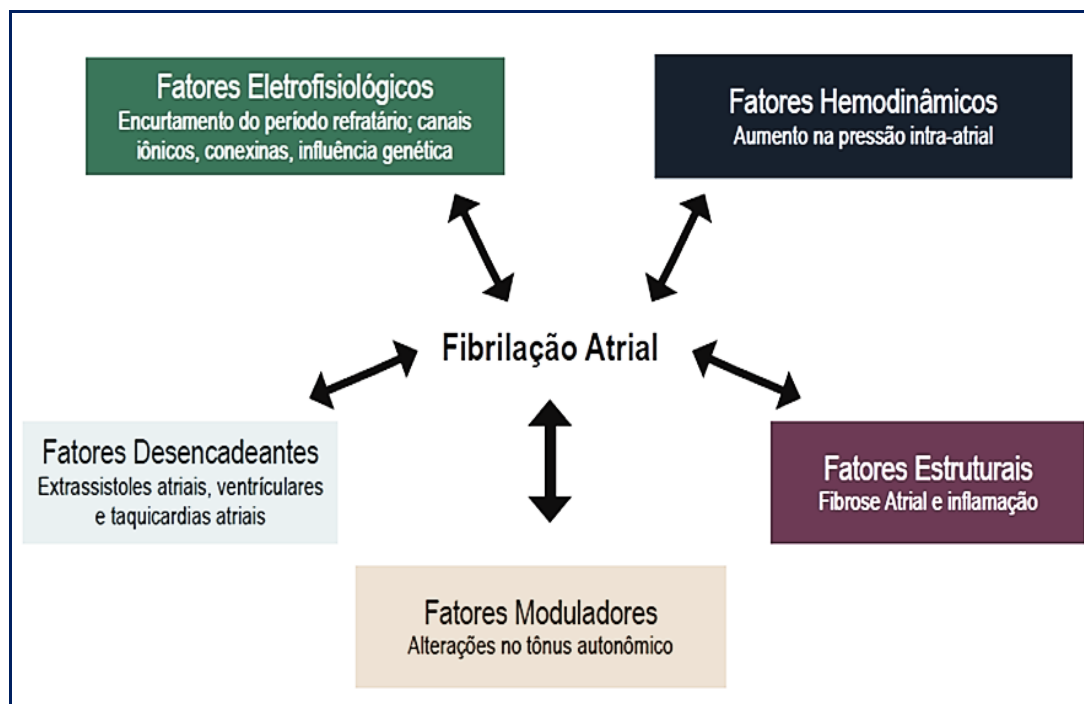 Fatores Eletrofisiológicos
Encurtamento do período refratário; canais
iônicos, conexinas, influência genética
Fatores Hemodinâmicos
Aumento na pressão intra-atrial
Fibrilação Atrial
Fatores Desencadeantes
Extrassistoles atriais, ventrículares
e taquicardias atriais
Fatores Estruturais
Fibrose Atrial e inflamação
Fatores Moduladores
Alterações no tônus autonômico